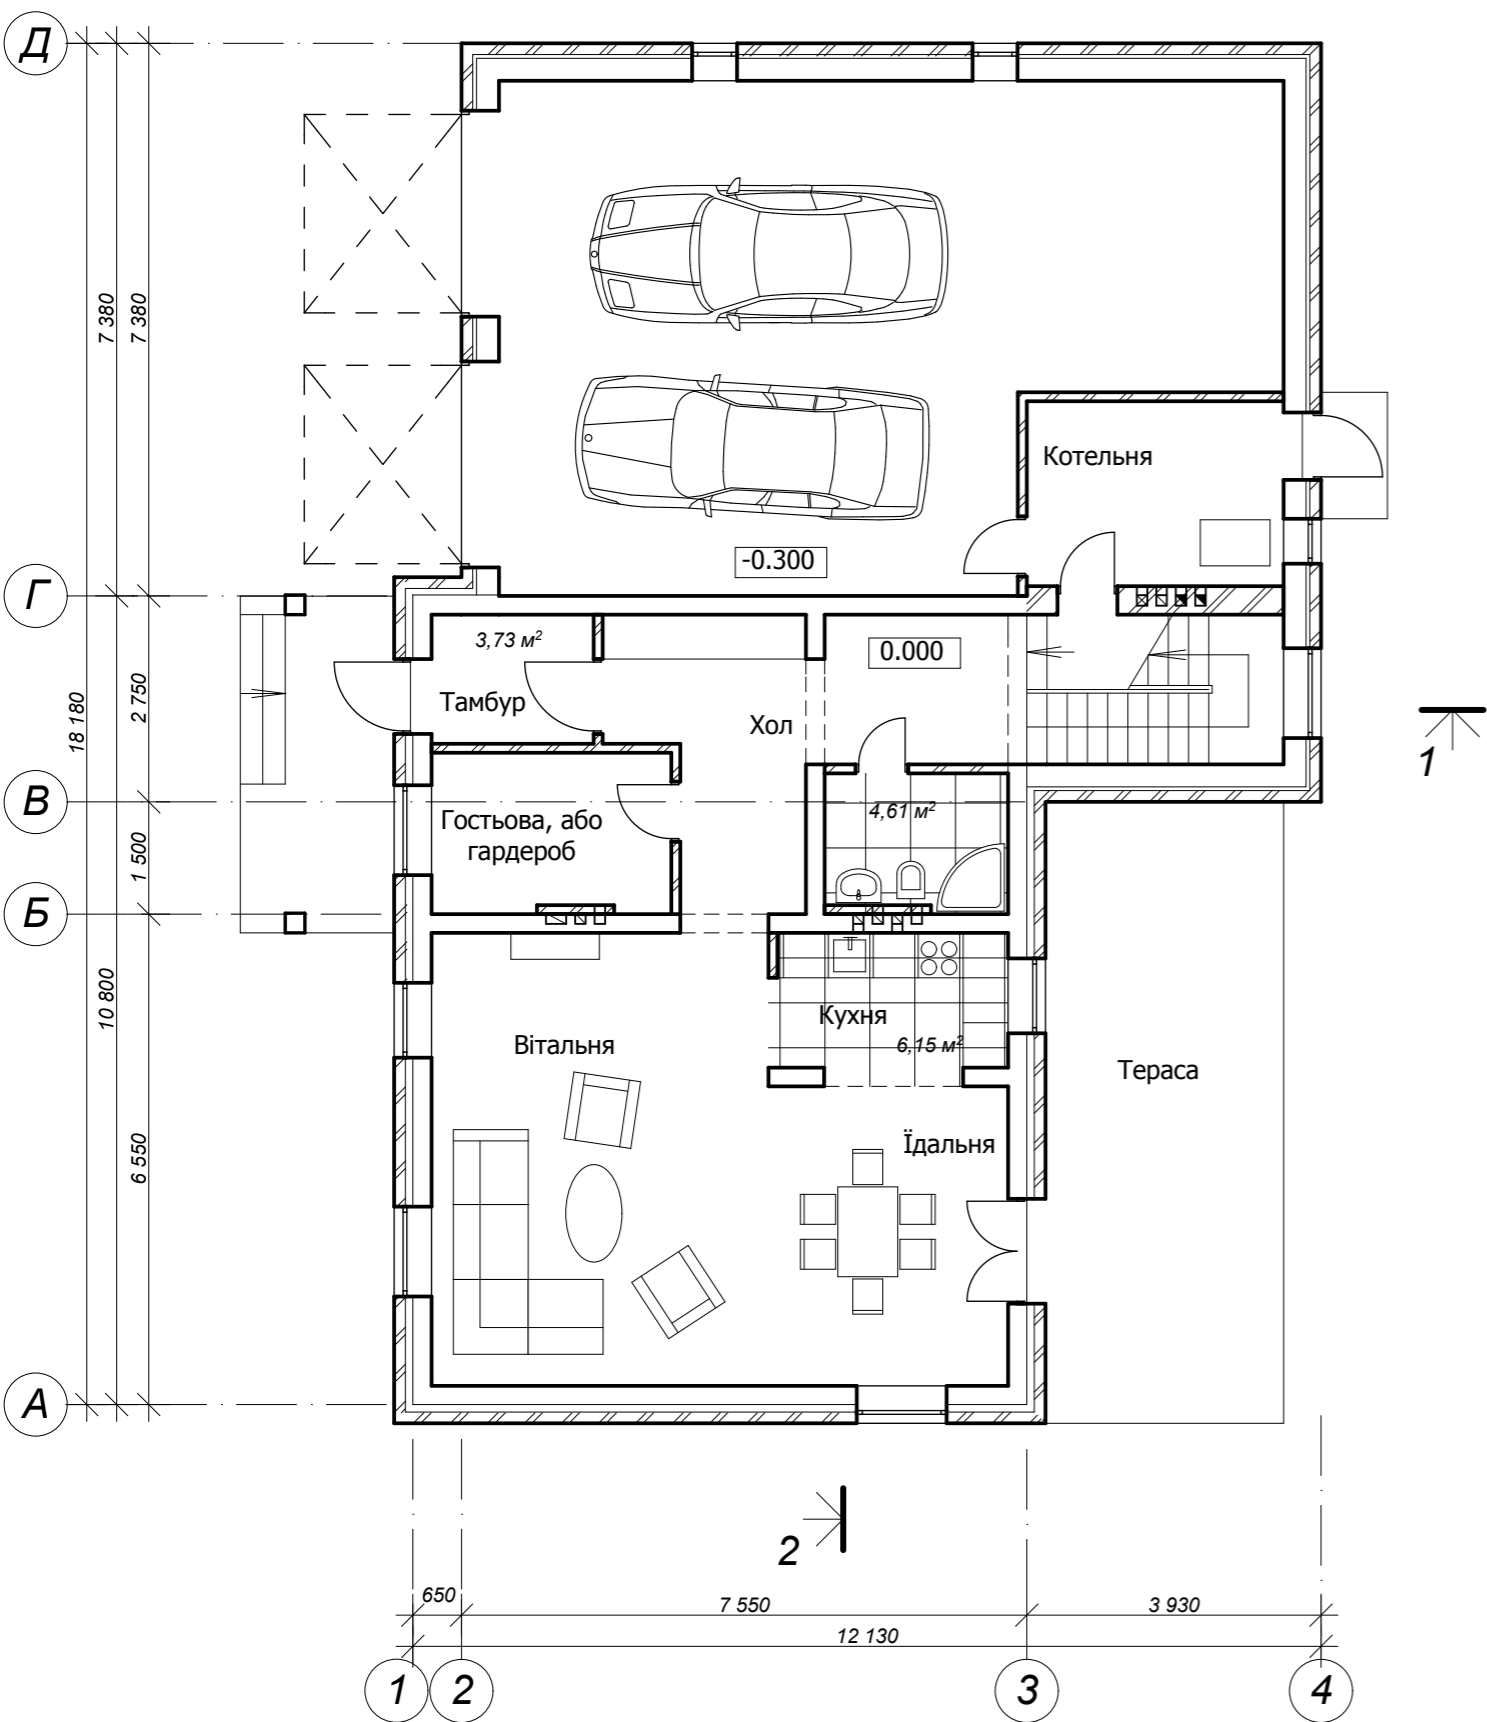 Д
7 380
7 380
Котельня
-0.300
Г
3,73 м²
0.000
Тамбур
2 750
18 180
Хол
1
В
4,61 м²
Гостьова, або
гардероб
1 500
Б
10 800
Кухня
6,15 м²
Вітальня
Тераса
6 550
Їдальня
А
2
650
7 550
3 930
12 130
1
2
3
4